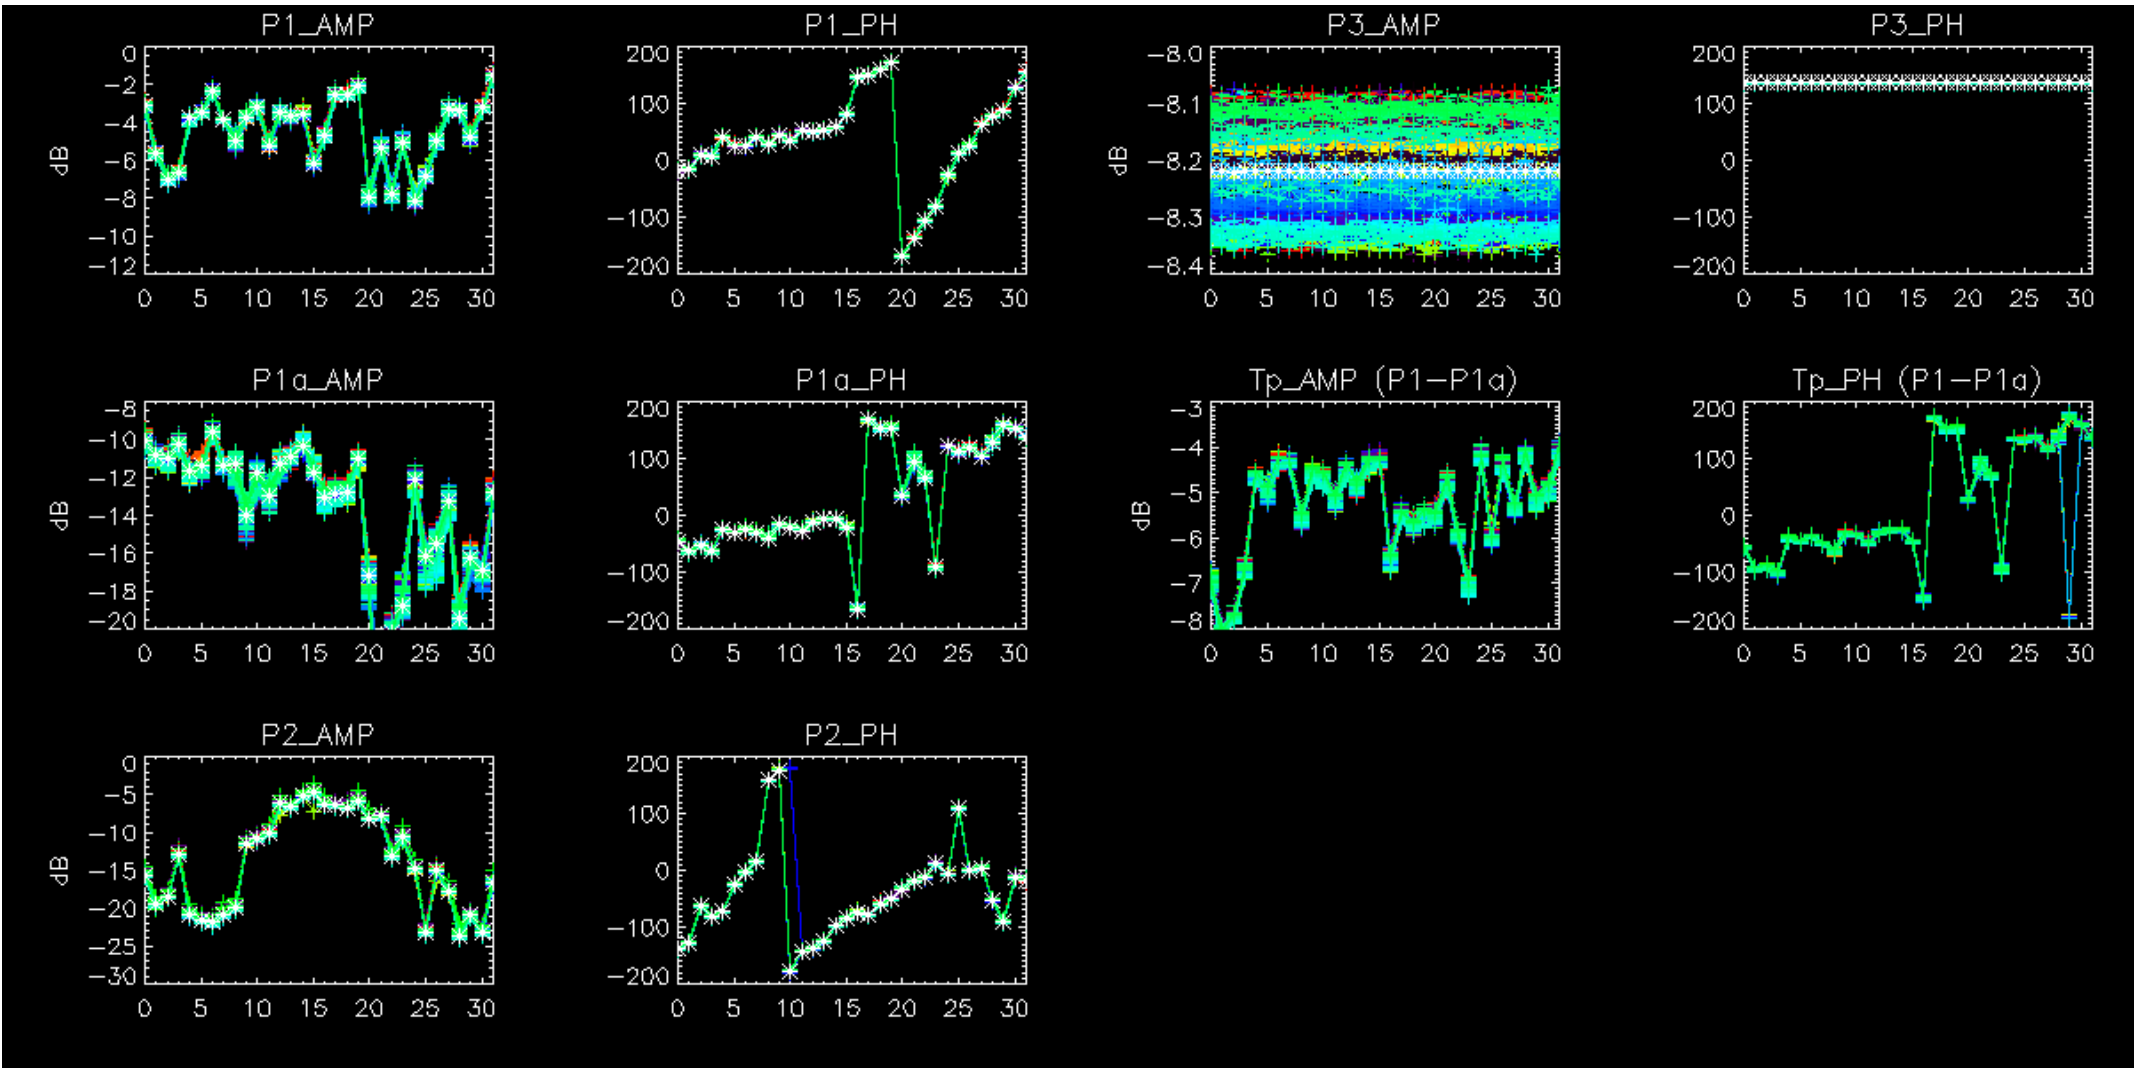 P1_AMP
0
-2
-4
-6
-8
-10
-12
dB
0 5 10 15 20 25 30
P1_PH
200
100
0
-100
-200
0 5 10 15 20 25 30
P3_AMP
-8.0
-8.1
-8.2
-8.3
-8.4
dB
0 5 10 15 20 25 30
P3_PH
200
100
0
-100
-200
0 5 10 15 20 25 30
P1a_AMP
-8
-10
-12
-14
-16
-18
-20
dB
0 5 10 15 20 25 30
P1a_PH
200
100
0
-100
-200
0 5 10 15 20 25 30
Tp_AMP (P1-P1a)
-3
-4
-5
-6
-7
-8
dB
0 5 10 15 20 25 30
Tp_PH (P1-P1a)
200
100
0
-100
-200
0 5 10 15 20 25 30
P2_AMP
0
-5
-10
-15
-20
-25
-30
dB
0 5 10 15 20 25 30
P2_PH
200
100
0
-100
-200
0 5 10 15 20 25 30